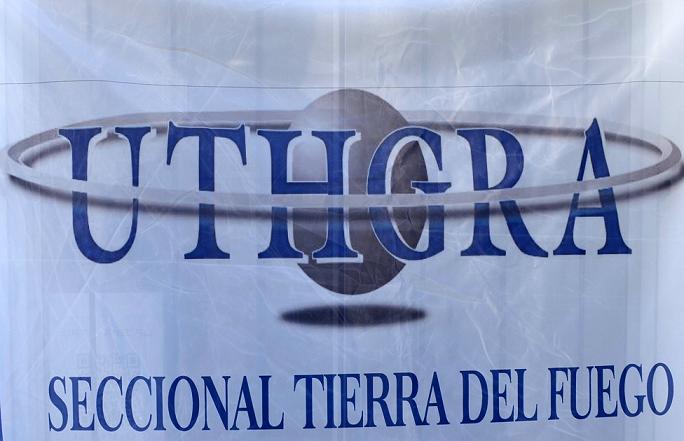 UTHGRA
SECCIONAL TIERRA DEL FUEGO